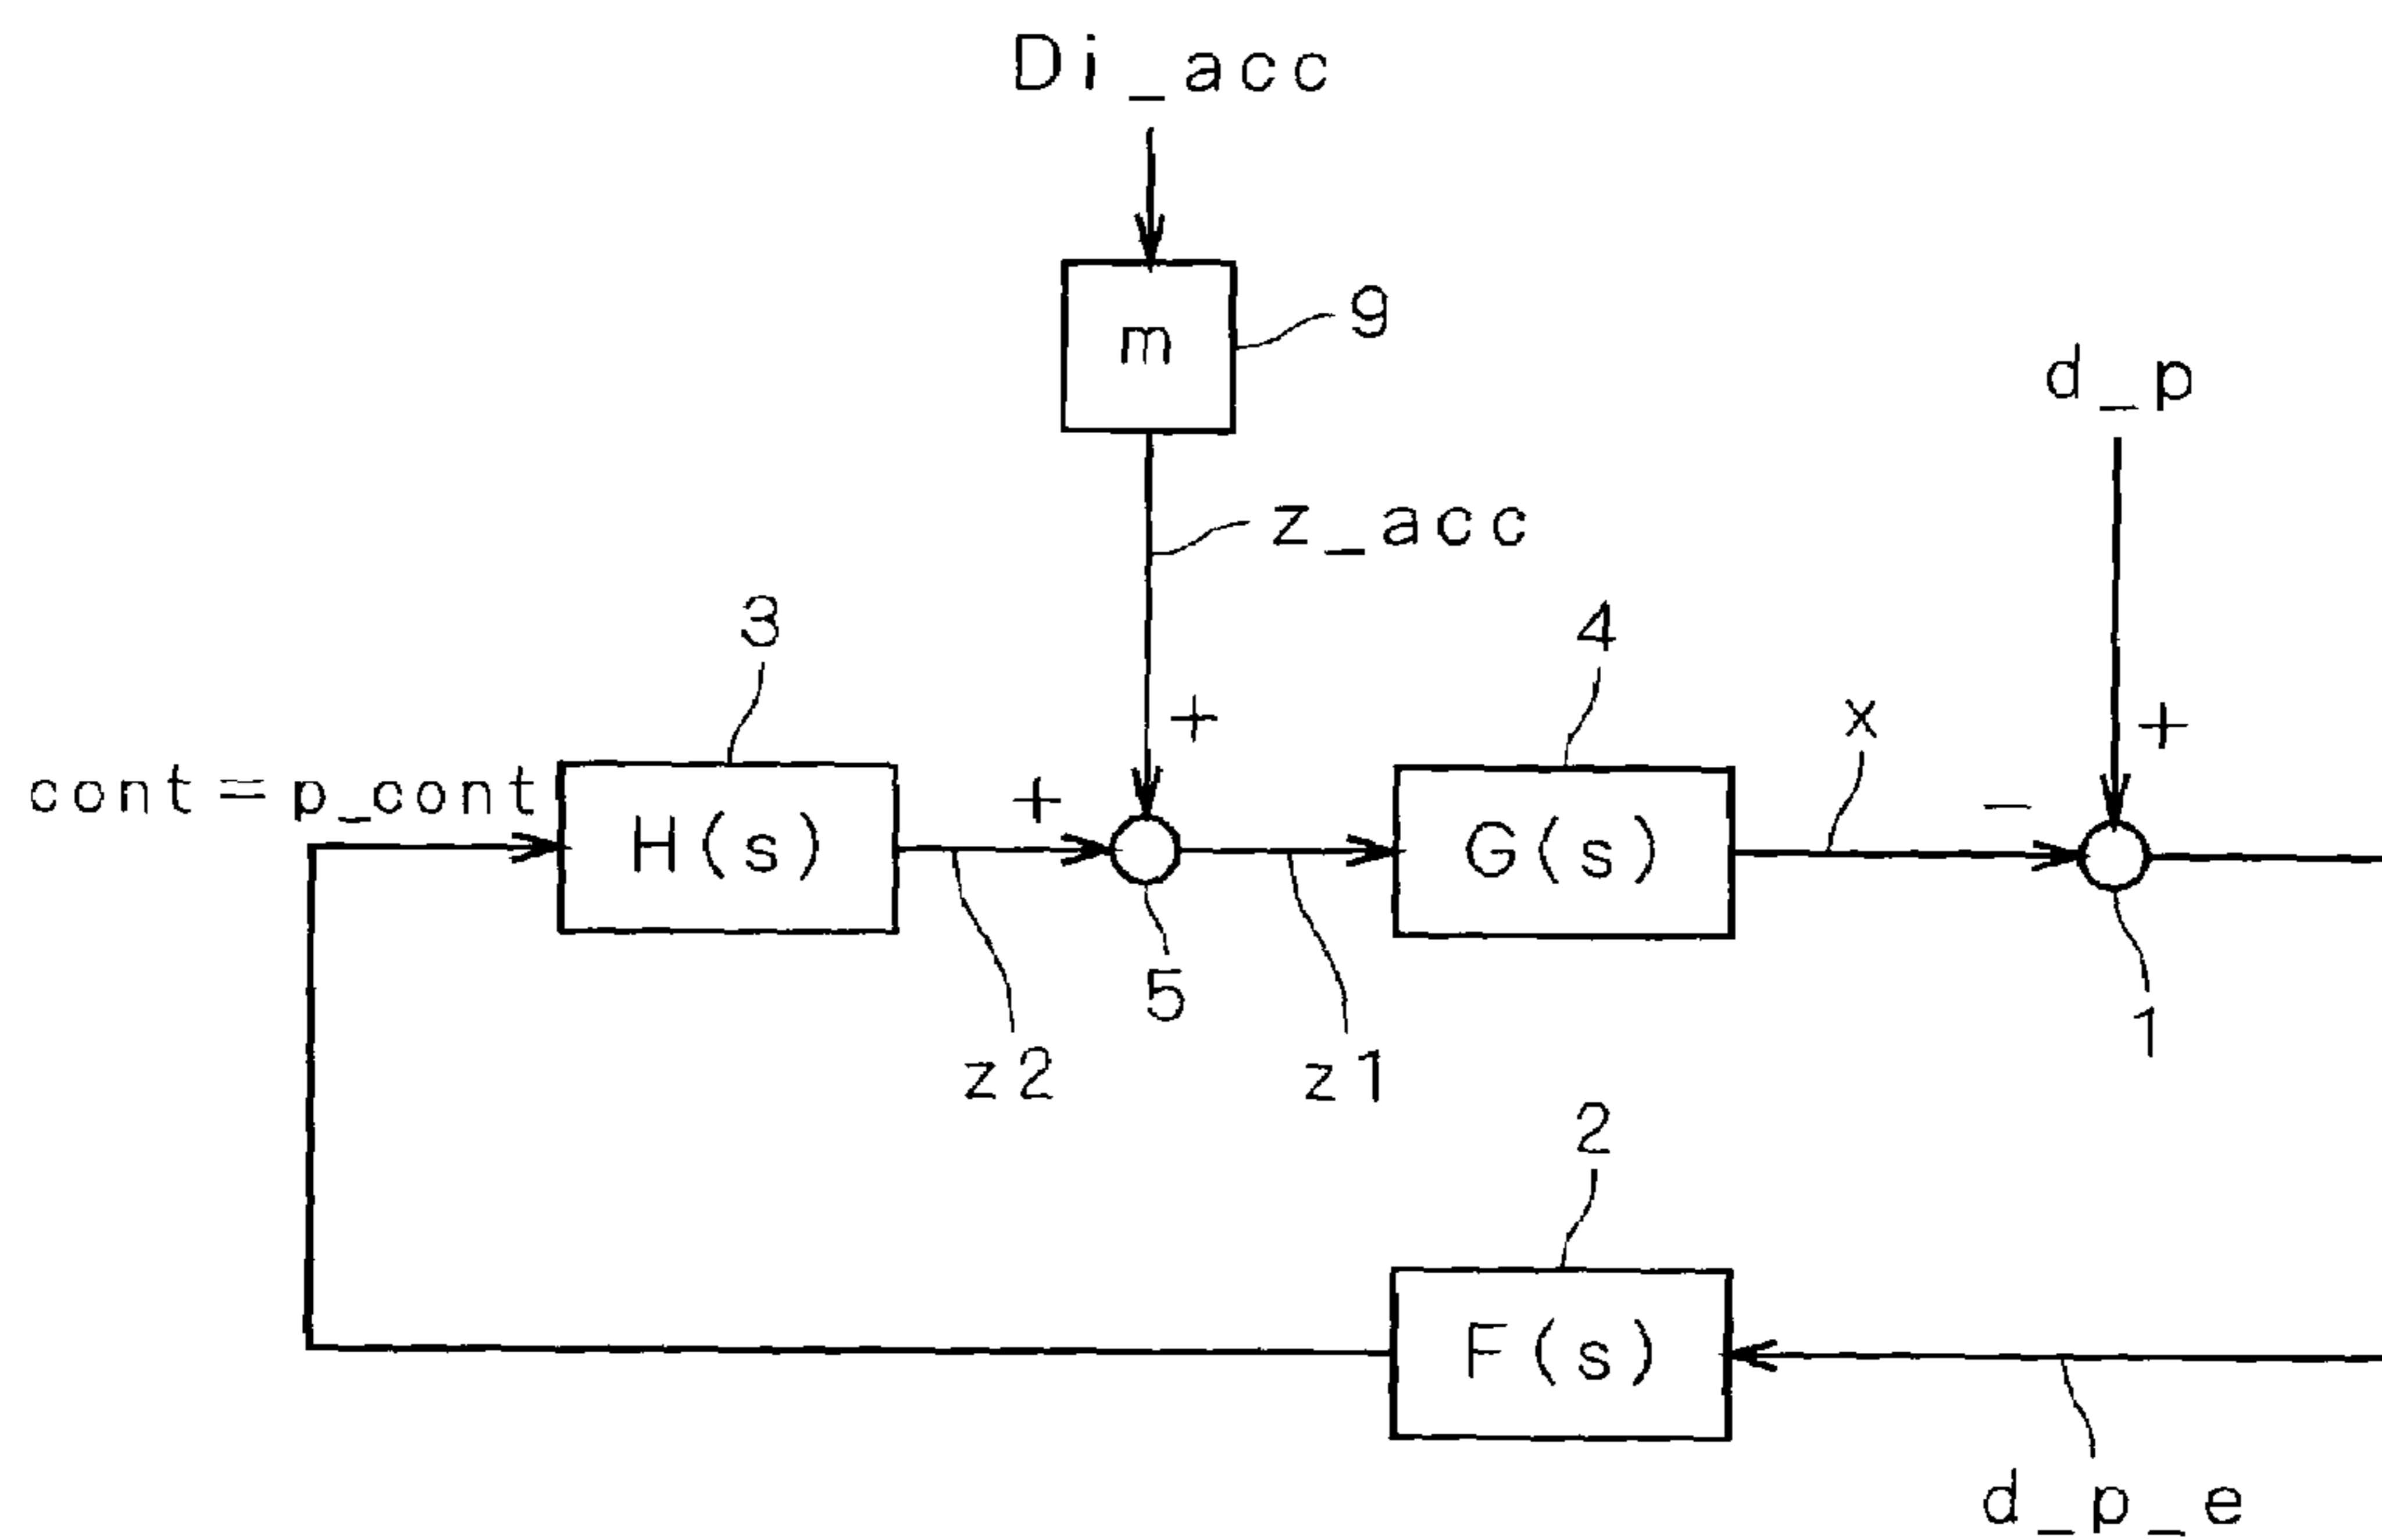 Di_acc
m
9
d_p
z_acc
3
4
x
+
+
cont=p_cont
+
−
H(s)
G(s)
5
1
z2
z1
2
F(s)
d_p_e